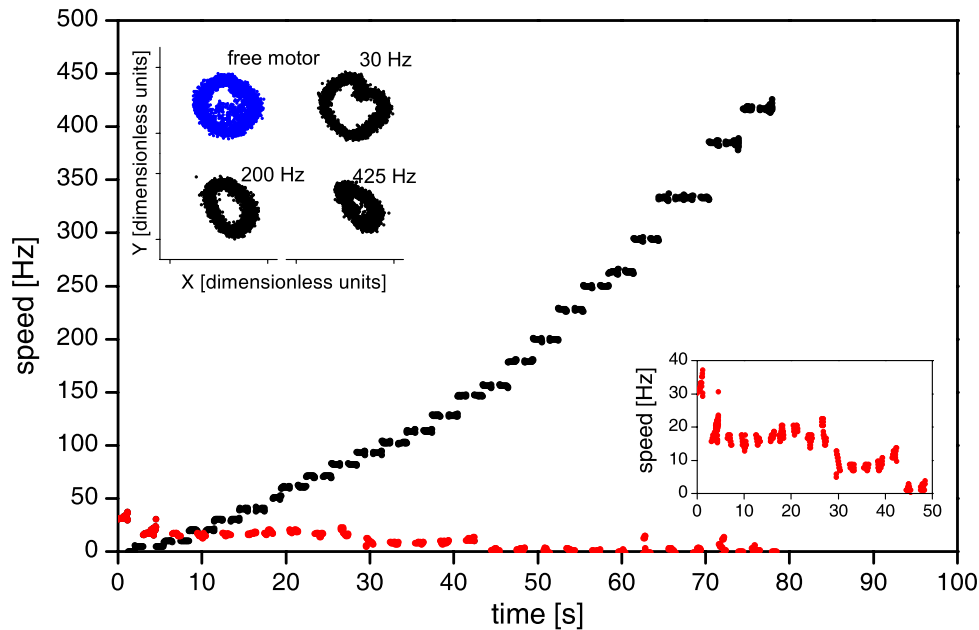 500
450
400
350
300
250
200
150
100
50
0
speed [Hz]
0 10 20 30 40 50 60 70 80 90 100
time [s]
free motor
30 Hz
200 Hz
425 Hz
Y [dimensionless units]
X [dimensionless units]
40
30
20
10
0
speed [Hz]
0 10 20 30 40 50